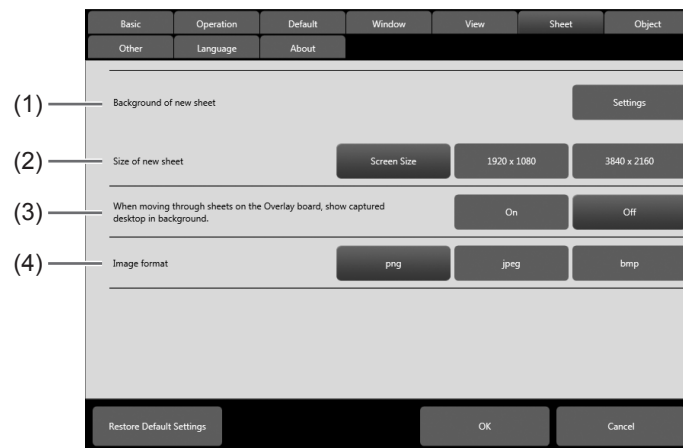 Basic Operation Default Window View Sheet Object
Other Language About
(1) Background of new sheet Settings
(2) Size of new sheet Screen Size 1920 x 1080 3840 x 2160
(3) When moving through sheets on the Overlay board, show captured
desktop in background. On Off
(4) Image format png jpeg bmp
Restore Default Settings OK Cancel